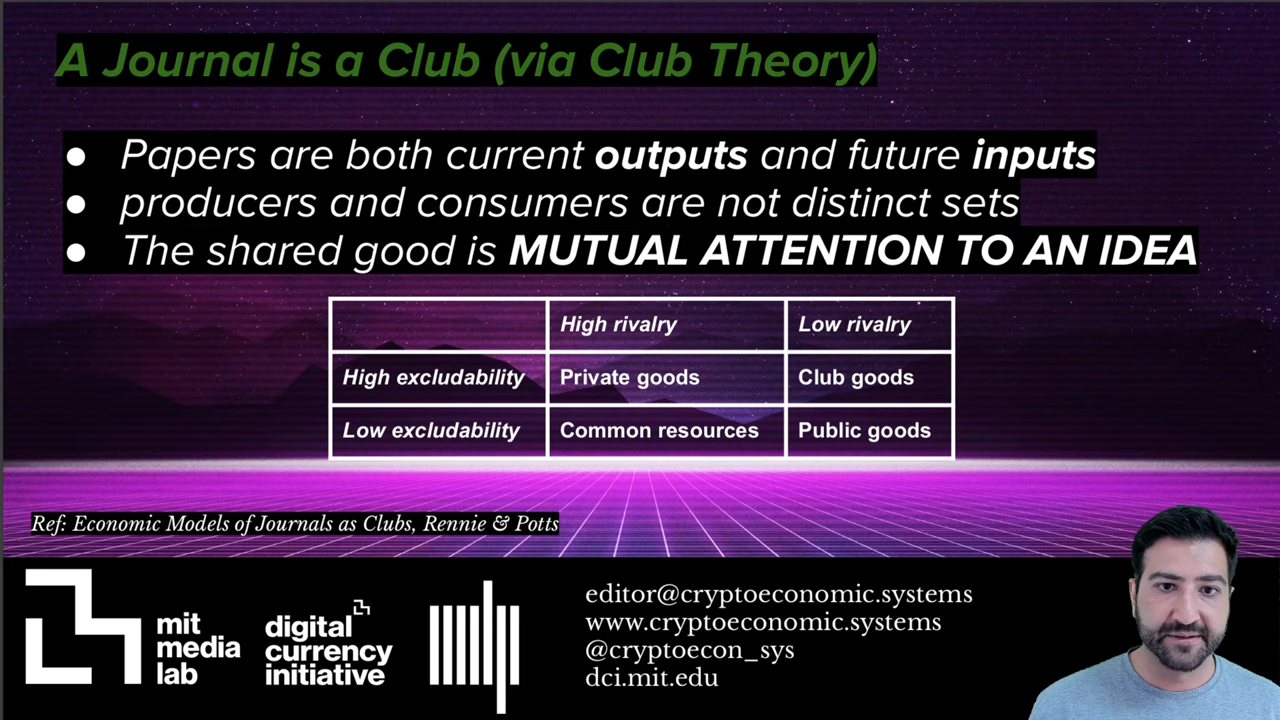 A Journal is a Club (via Club Theory)
● Papers are both current outputs and future inputs
● producers and consumers are not distinct sets
● The shared good is MUTUAL ATTENTION TO AN IDEA
High rivalry Low rivalry
High excludability Private goods Club goods
Low excludability Common resources Public goods
Ref: Economic Models of Journals as Clubs, Rennie & Potts
mit
media
lab
digital
currency
initiative
editor@cryptoeconomic.systems
www.cryptoeconomic.systems
@cryptoecon_sys
dci.mit.edu